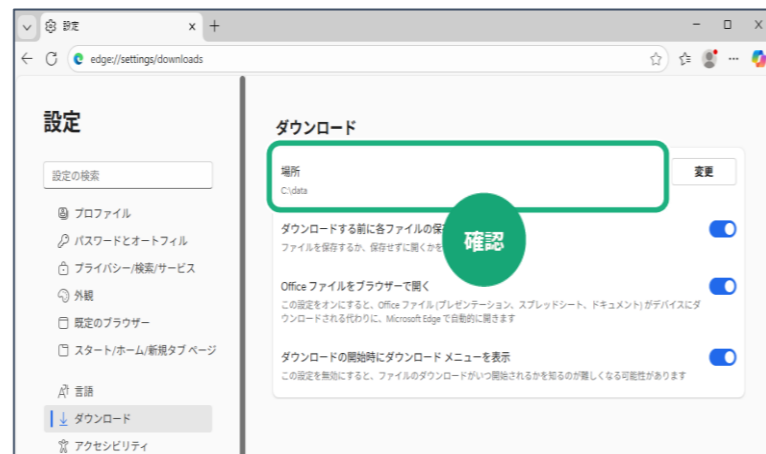 設定
edge://settings/downloads
設定
設定の検索
プロファイル
パスワードとオートフィル
プライバシー/検索/サービス
外観
既定のブラウザー
スタート/ホーム/新規タブ ページ
言語
ダウンロード
アクセシビリティ
ダウンロード
場所
C:\data
変更
ダウンロードする前に各ファイルの保
ファイルを保存するか、保存せずに開くかを
確認
Office ファイルをブラウザーで開く
この設定をオンにすると、Office ファイル (プレゼンテーション、スプレッドシート、ドキュメント) がデバイスにダ
ウンロードされる代わりに、Microsoft Edge で自動的に開きます
ダウンロードの開始時にダウンロード メニューを表示
この設定を無効にすると、ファイルのダウンロードがいつ開始されるかを知るのが難しくなる可能性があります